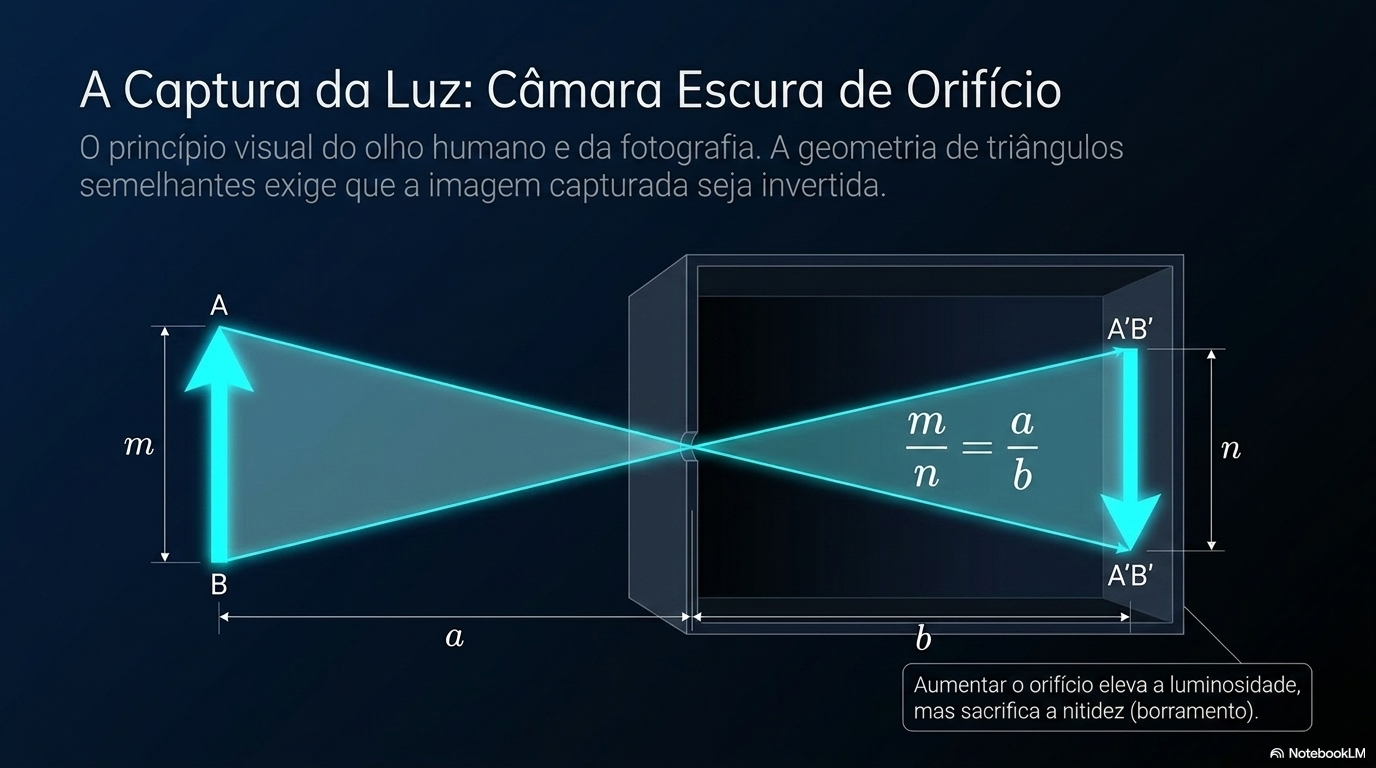 A Captura da Luz: Câmara Escura de Orifício
O princípio visual do olho humano e da fotografia. A geometria de triângulos
semelhantes exige que a imagem capturada seja invertida.
A
A'B'
m
m/n = a/b
n
B
A'B'
a
b
Aumentar o orifício eleva a luminosidade,
mas sacrifica a nitidez (borramento).
NotebookLM